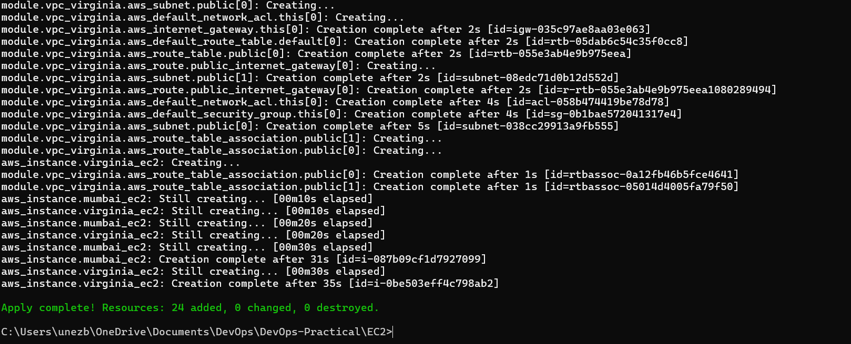 module.vpc_virginia.aws_subnet.public[0]: Creating...
module.vpc_virginia.aws_default_network_acl.this[0]: Creating...
module.vpc_virginia.aws_internet_gateway.this[0]: Creation complete after 2s [id=igw-035c97ae8aa03e063]
module.vpc_virginia.aws_default_route_table.default[0]: Creation complete after 2s [id=rtb-05dab6c54c35f0cc8]
module.vpc_virginia.aws_route_table.public[0]: Creation complete after 2s [id=rtb-055e3ab4e9b975eea]
module.vpc_virginia.aws_route.public_internet_gateway[0]: Creating...
module.vpc_virginia.aws_subnet.public[1]: Creation complete after 2s [id=subnet-08edc71d0b12d552d]
module.vpc_virginia.aws_route.public_internet_gateway[0]: Creation complete after 2s [id=r-rtb-055e3ab4e9b975eea1080289494]
module.vpc_virginia.aws_default_network_acl.this[0]: Creation complete after 4s [id=acl-058b474419be78d78]
module.vpc_virginia.aws_default_security_group.this[0]: Creation complete after 4s [id=sg-0b1bae572041317e4]
module.vpc_virginia.aws_subnet.public[0]: Creation complete after 5s [id=subnet-038cc29913a9fb555]
module.vpc_virginia.aws_route_table_association.public[1]: Creating...
module.vpc_virginia.aws_route_table_association.public[0]: Creating...
aws_instance.virginia_ec2: Creating...
module.vpc_virginia.aws_route_table_association.public[0]: Creation complete after 1s [id=rtbassoc-0a12fb46b5fce4641]
module.vpc_virginia.aws_route_table_association.public[1]: Creation complete after 1s [id=rtbassoc-05014d4005fa79f50]
aws_instance.mumbai_ec2: Still creating... [00m10s elapsed]
aws_instance.virginia_ec2: Still creating... [00m10s elapsed]
aws_instance.mumbai_ec2: Still creating... [00m20s elapsed]
aws_instance.virginia_ec2: Still creating... [00m20s elapsed]
aws_instance.mumbai_ec2: Still creating... [00m30s elapsed]
aws_instance.mumbai_ec2: Creation complete after 31s [id=i-087b09cf1d7927099]
aws_instance.virginia_ec2: Still creating... [00m30s elapsed]
aws_instance.virginia_ec2: Creation complete after 35s [id=i-0be503eff4c798ab2]
Apply complete! Resources: 24 added, 0 changed, 0 destroyed.
C:\Users\unezb\OneDrive\Documents\DevOps\DevOps-Practical\EC2>